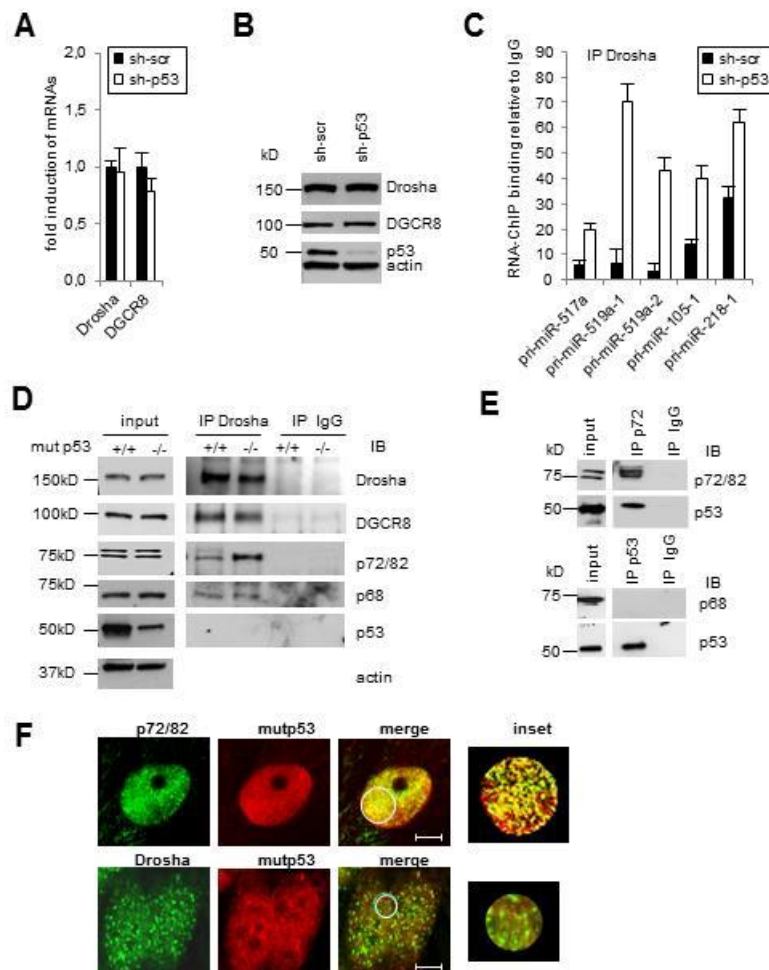 A
2,0
1,5
1.0
0.5
0.0
fold induction of mRNAs
sh-scr
sh-p53
Drosha
DGCR8
B
kD
sh-scr
sh-p53
150
Drosha
100
DGCR8
50
p53
actin
C
IP Drosha
sh-scr
sh-p53
RNA-ChIP binding relative to IgG
90
80
70
60
50
40
30
20
10
0
pri-miR-517a
pri-miR-519a-1
pri-miR-519a-2
pri-miR-105-1
pri-miR-218-1
D
input IP Drosha IP IgG
mut p53 +/+ -/- +/+ -/- +/+ -/- IB
150kD Drosha
100kD DGCR8
75kD p72/82
75kD p68
50kD p53
37kD actin
E
kD input IP p72 IP IgG IB
75 p72/82
50 p53
kD input IP p53 IP IgG IB
75 p68
50 p53
F
p72/82 mutp53 merge inset
Drosha mutp53 merge